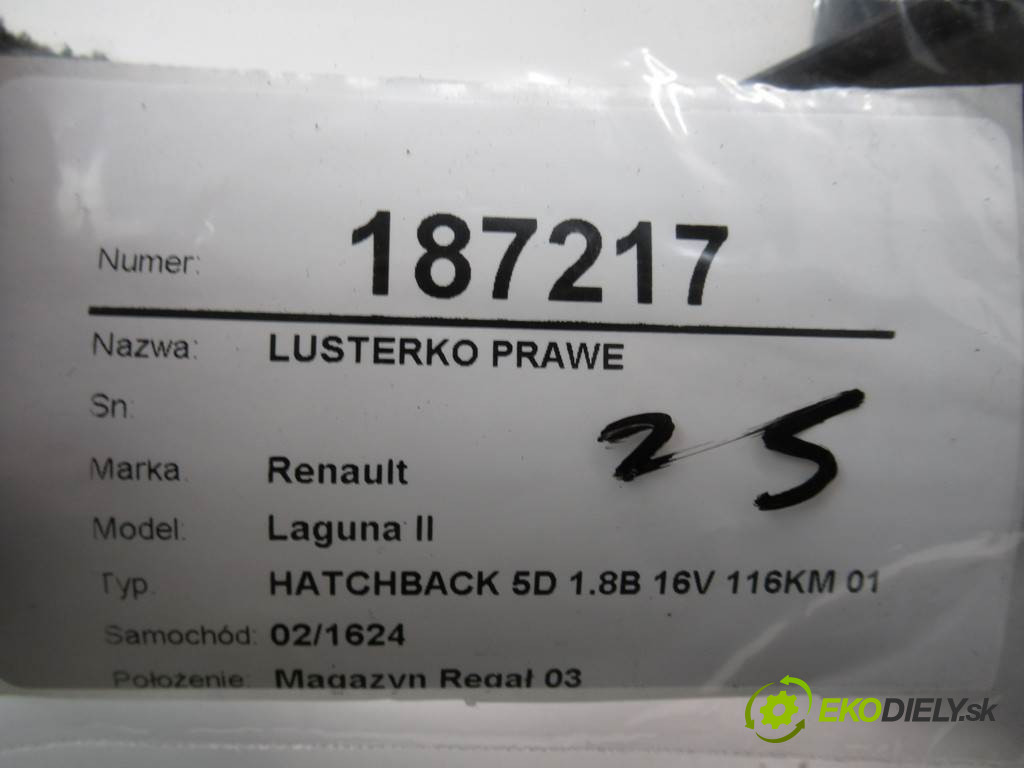 Numer: 187217
Nazwa: LUSTERKO PRAWE
Sn:
25
Marka. Renault
Model: Laguna II
Typ. HATCHBACK 5D 1.8B 16V 116KM 01
Samochód: 02/1624
Położenie: Magazyn Regał 03
EKODIELY.sk